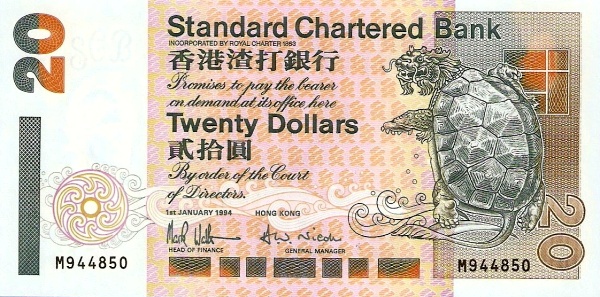 20
Standard Chartered Bank
INCORPORATED BY ROYAL CHARTER 1853
香港渣打銀行
Promises to pay the bearer
on demand at its office here
Twenty Dollars
貳拾圓
By order of the Court
of Directors.
1ST JANUARY 1994 HONG KONG
HEAD OF FINANCE GENERAL MANAGER
M944850
M944850
20